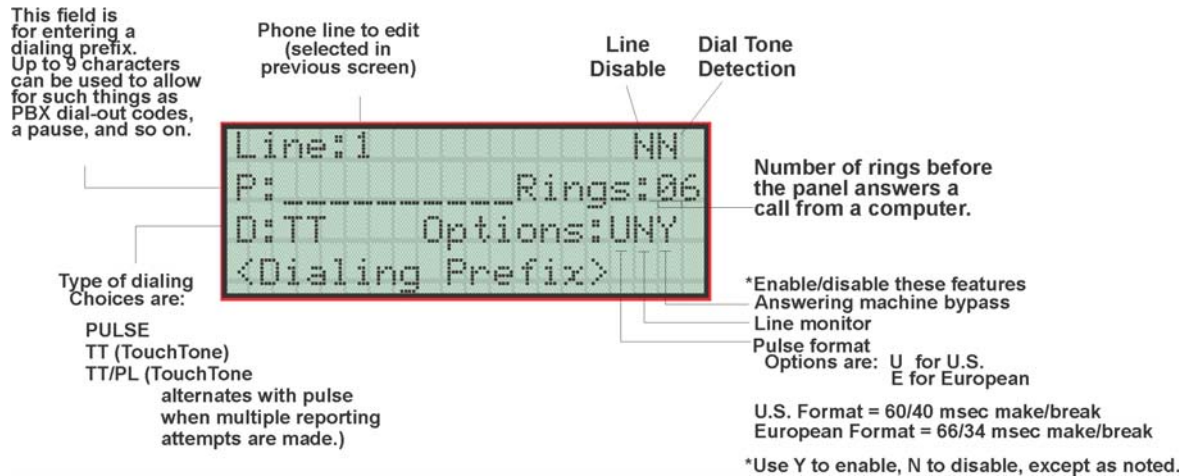 This field is
for entering a
dialing prefix.
Up to 9 characters
can be used to allow
for such things as
PBX dial-out codes,
a pause, and so on.
Phone line to edit
(selected in
previous screen)
Line
Disable
Dial Tone
Detection
Line:1 NN
P:__________Rings:06
D:TT Options:UNY
<Dialing Prefix>
Number of rings before
the panel answers a
call from a computer.
Type of dialing
Choices are:
PULSE
TT (TouchTone)
TT/PL (TouchTone
alternates with pulse
when multiple reporting
attempts are made.)
*Enable/disable these features
Answering machine bypass
Line monitor
Pulse format
Options are: U for U.S.
E for European
U.S. Format = 60/40 msec make/break
European Format = 66/34 msec make/break
*Use Y to enable, N to disable, except as noted.